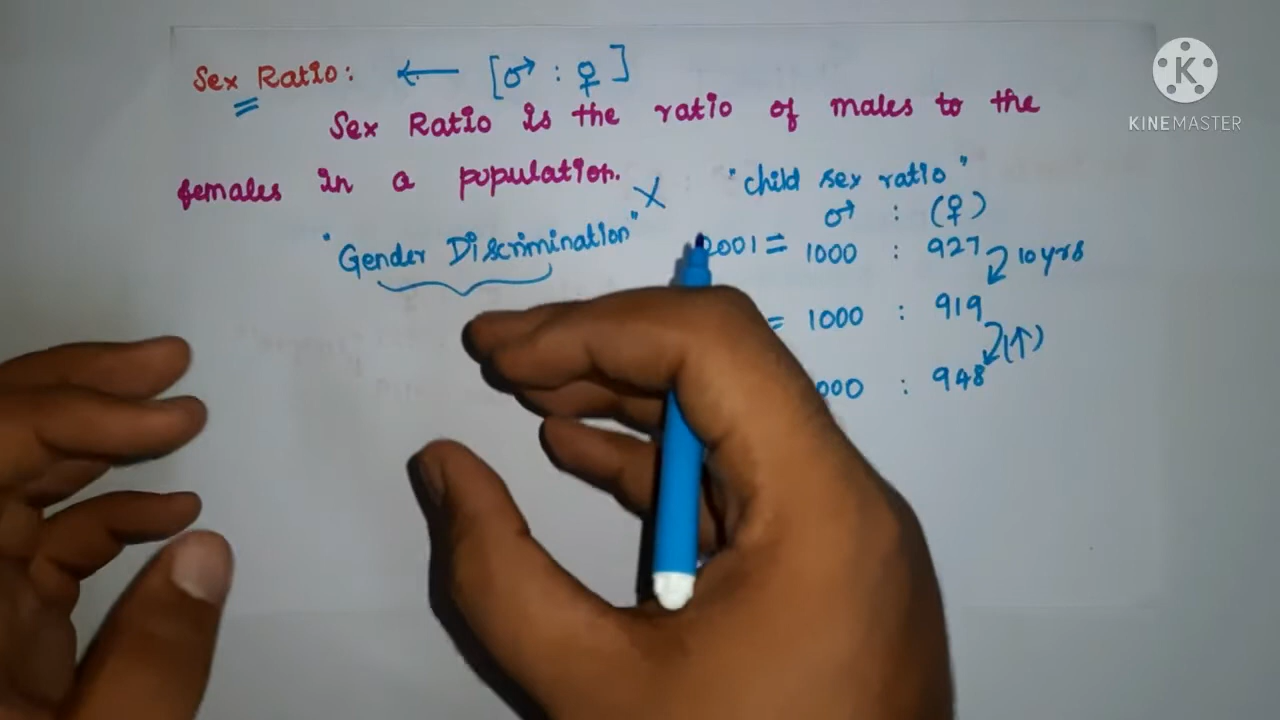 Sex Ratio: ← [♂ : ♀]
Sex Ratio is the ratio of males to the
females in a population.
"child sex ratio"
♂ : (♀)
"Gender Discrimination" X
2001 = 1000 : 927 10yrs
= 1000 : 919
(↑)
000 : 948
K
KINEMASTER